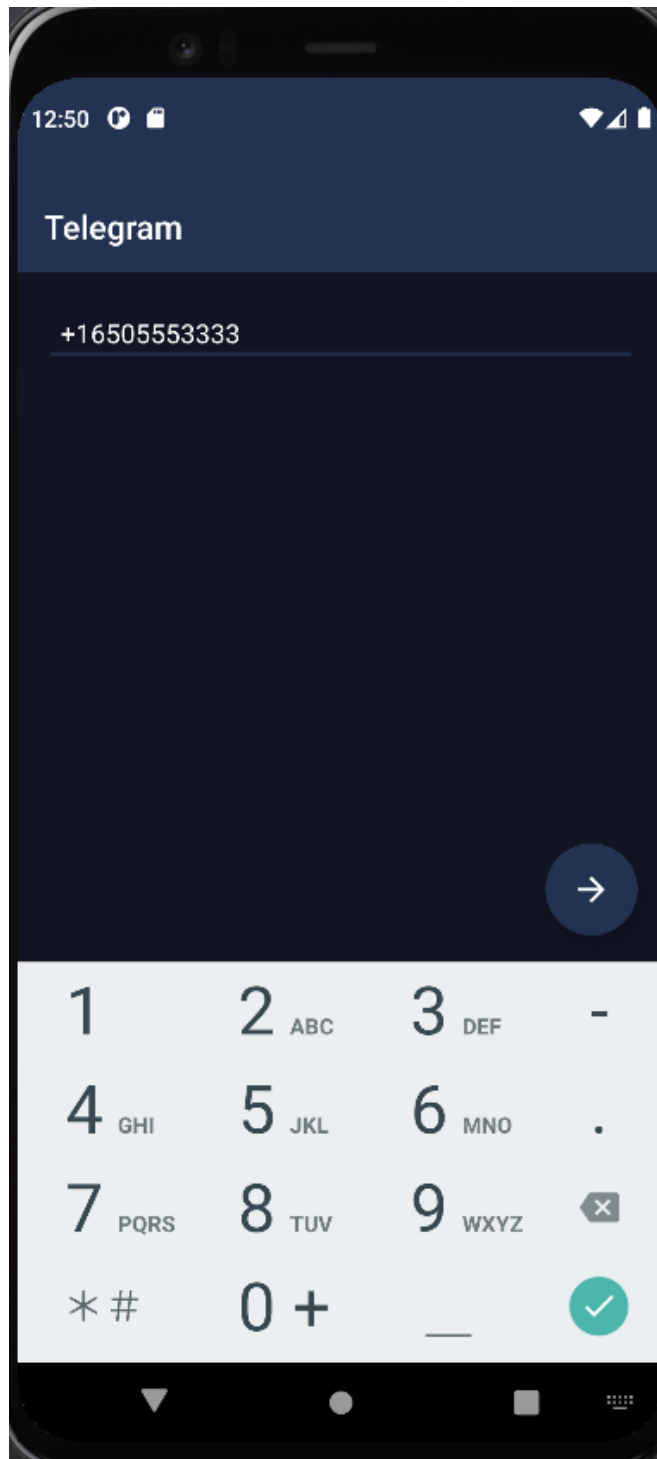 12:50
Telegram
+16505553333
1 2 ABC 3 DEF -
4 GHI 5 JKL 6 MNO .
7 PQRS 8 TUV 9 WXYZ
*# 0 + _